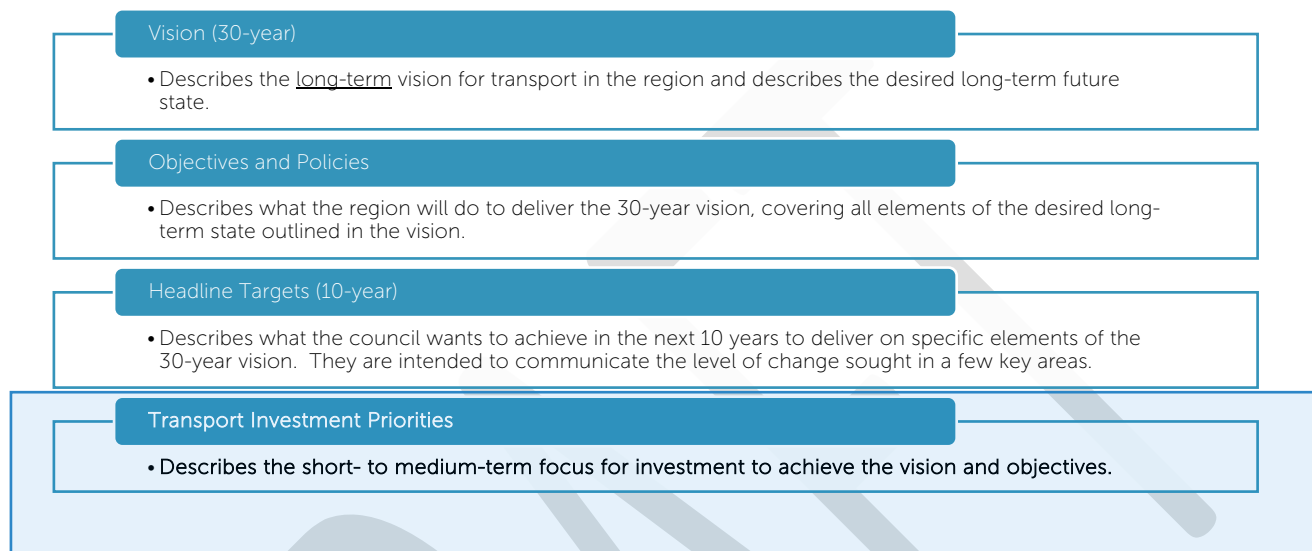 Vision (30-year)
• Describes the long-term vision for transport in the region and describes the desired long-term future
state.
Objectives and Policies
• Describes what the region will do to deliver the 30-year vision, covering all elements of the desired long-
term state outlined in the vision.
Headline Targets (10-year)
• Describes what the council wants to achieve in the next 10 years to deliver on specific elements of the
30-year vision.  They are intended to communicate the level of change sought in a few key areas.
Transport Investment Priorities
• Describes the short- to medium-term focus for investment to achieve the vision and objectives.